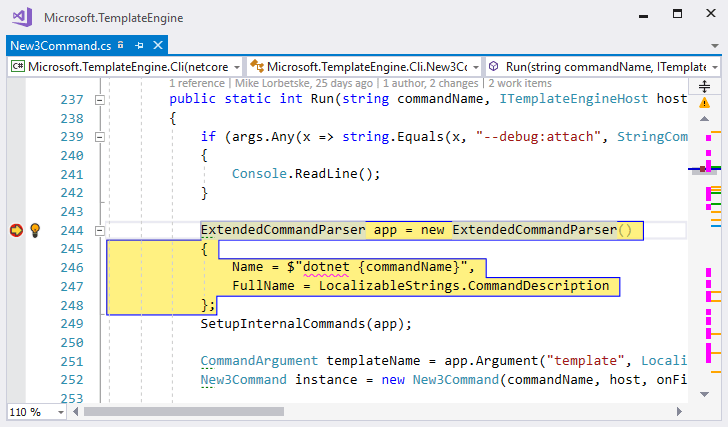 Microsoft.TemplateEngine
New3Command.cs
C# Microsoft.TemplateEngine.Cli(netcore Microsoft.TemplateEngine.Cli.New3Co Run(string commandName, ITemplate
1 reference | Mike Lorbetske, 25 days ago | 1 author, 2 changes | 2 work items
237 public static int Run(string commandName, ITemplateEngineHost host
238 {
239 if (args.Any(x => string.Equals(x, "--debug:attach", StringCom
240 {
241 Console.ReadLine();
242 }
243
244 ExtendedCommandParser app = new ExtendedCommandParser()
245 {
246 Name = $"dotnet {commandName}",
247 FullName = LocalizableStrings.CommandDescription
248 };
249 SetupInternalCommands(app);
250
251 CommandArgument templateName = app.Argument("template", Locali
252 New3Command instance = new New3Command(commandName, host, onFi
253
110 %